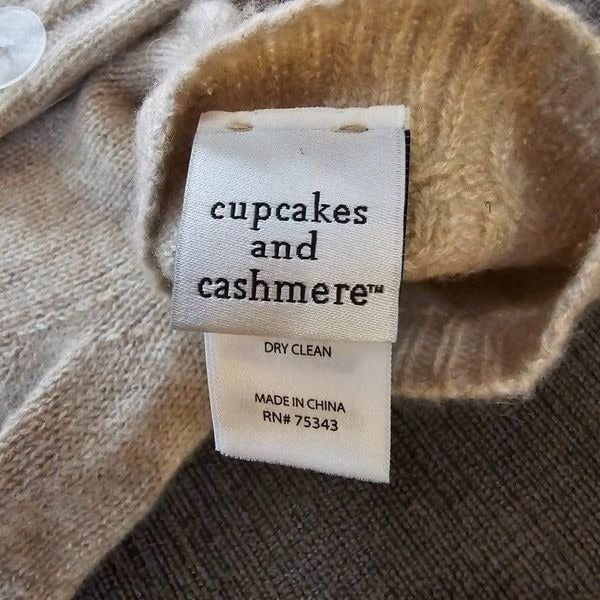 cupcakes
and
cashmere™
DRY CLEAN
MADE IN CHINA
RN# 75343